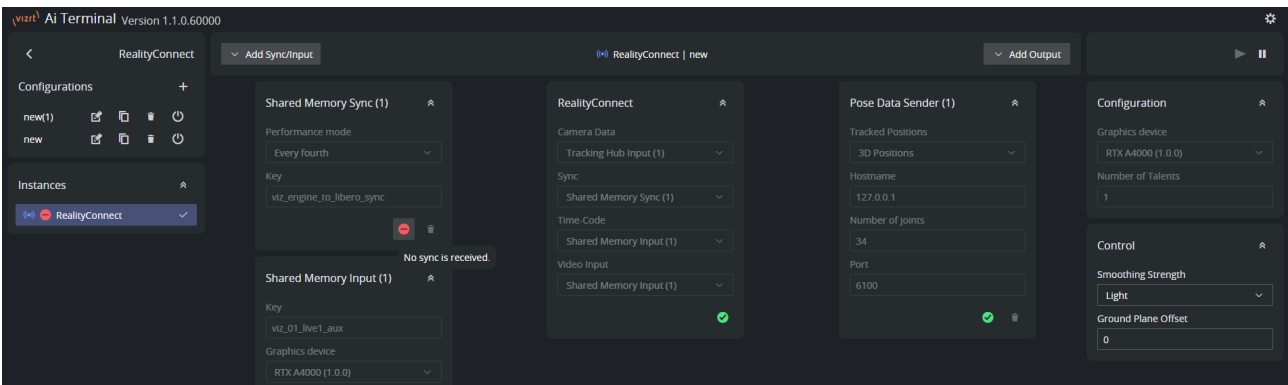 vizrt Ai Terminal Version 1.1.0.60000
RealityConnect
Add Sync/Input
RealityConnect | new
Add Output
Configurations
new(1)
new
Instances
RealityConnect
Shared Memory Sync (1)
Performance mode
Every fourth
Key
viz_engine_to_libero_sync
No sync is received.
Shared Memory Input (1)
Key
viz_01_live1_aux
Graphics device
RTX A4000 (1.0.0)
RealityConnect
Camera Data
Tracking Hub Input (1)
Sync
Shared Memory Sync (1)
Time-Code
Shared Memory Input (1)
Video Input
Shared Memory Input (1)
Pose Data Sender (1)
Tracked Positions
3D Positions
Hostname
127.0.0.1
Number of joints
34
Port
6100
Configuration
Graphics device
RTX A4000 (1.0.0)
Number of Talents
1
Control
Smoothing Strength
Light
Ground Plane Offset
0